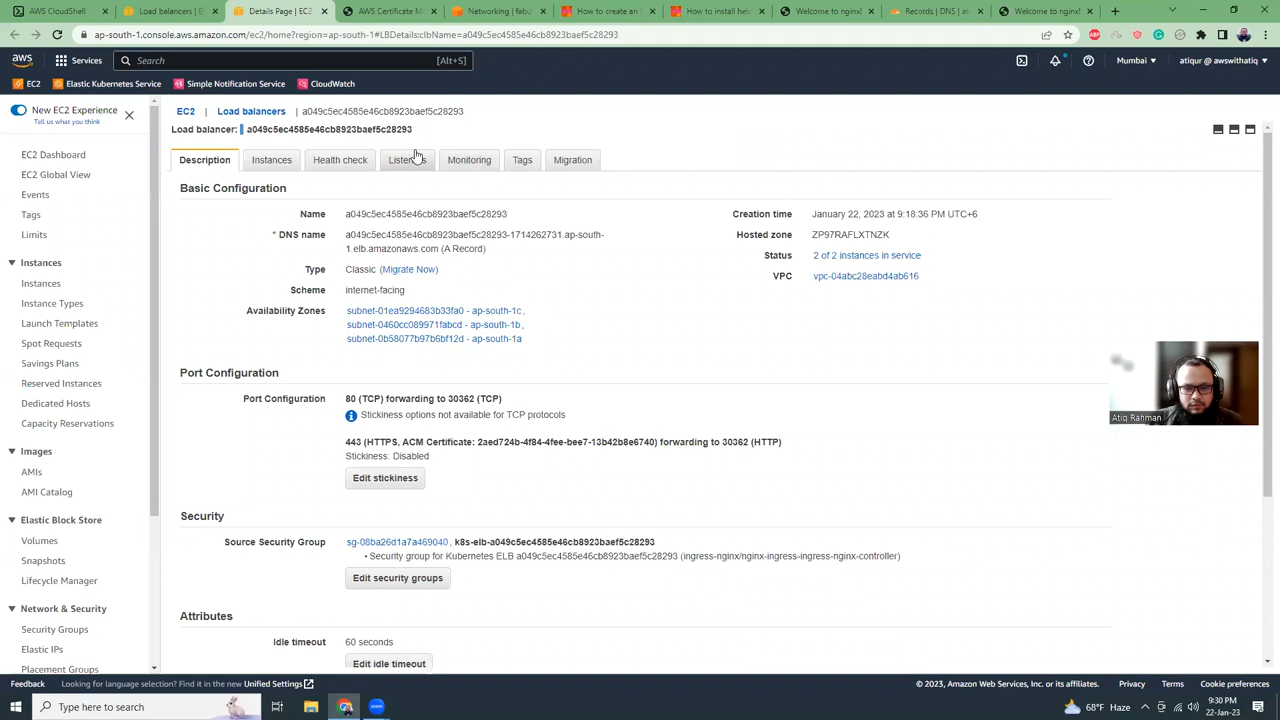 AWS CloudShell
Load balancers | E
Details Page | EC2
AWS Certificate M
Networking | fabu
How to create an
How to install hel
Welcome to nginx!
Records | DNS | a
Welcome to nginx!
ap-south-1.console.aws.amazon.com/ec2/home?region=ap-south-1#LBDetails:clbName=a049c5ec4585e46cb8923baef5c28293
aws
Services
Search
[Alt+S]
Mumbai
atiqur @ awswithatiq
EC2
Elastic Kubernetes Service
Simple Notification Service
CloudWatch
New EC2 Experience
Tell us what you think
EC2 Dashboard
EC2 Global View
Events
Tags
Limits
Instances
Instances
Instance Types
Launch Templates
Spot Requests
Savings Plans
Reserved Instances
Dedicated Hosts
Capacity Reservations
Images
AMIs
AMI Catalog
Elastic Block Store
Volumes
Snapshots
Lifecycle Manager
Network & Security
Security Groups
Elastic IPs
Placement Groups
EC2 | Load balancers | a049c5ec4585e46cb8923baef5c28293
Load balancer: a049c5ec4585e46cb8923baef5c28293
Description
Instances
Health check
Listeners
Monitoring
Tags
Migration
Basic Configuration
Name a049c5ec4585e46cb8923baef5c28293
* DNS name a049c5ec4585e46cb8923baef5c28293-1714262731.ap-south-
1.elb.amazonaws.com (A Record)
Type Classic (Migrate Now)
Scheme internet-facing
Availability Zones subnet-01ea9294683b33fa0 - ap-south-1c,
subnet-0460cc089971fabcd - ap-south-1b,
subnet-0b58077b97b6bf12d - ap-south-1a
Creation time January 22, 2023 at 9:18:36 PM UTC+6
Hosted zone ZP97RAFLXTNZK
Status 2 of 2 instances in service
VPC vpc-04abc28eabd4ab616
Port Configuration
Port Configuration 80 (TCP) forwarding to 30362 (TCP)
Stickiness options not available for TCP protocols
443 (HTTPS, ACM Certificate: 2aed724b-4f84-4fee-bee7-13b42b8e6740) forwarding to 30362 (HTTP)
Stickiness: Disabled
Edit stickiness
Security
Source Security Group sg-08ba26d1a7a469040, k8s-elb-a049c5ec4585e46cb8923baef5c28293
• Security group for Kubernetes ELB a049c5ec4585e46cb8923baef5c28293 (ingress-nginx/nginx-ingress-ingress-nginx-controller)
Edit security groups
Attributes
Idle timeout 60 seconds
Edit idle timeout
Atiq Rahman
Feedback
Looking for language selection? Find it in the new Unified Settings
© 2023, Amazon Web Services, Inc. or its affiliates.
Privacy
Terms
Cookie preferences
Type here to search
68°F Haze
9:30 PM
22-Jan-23